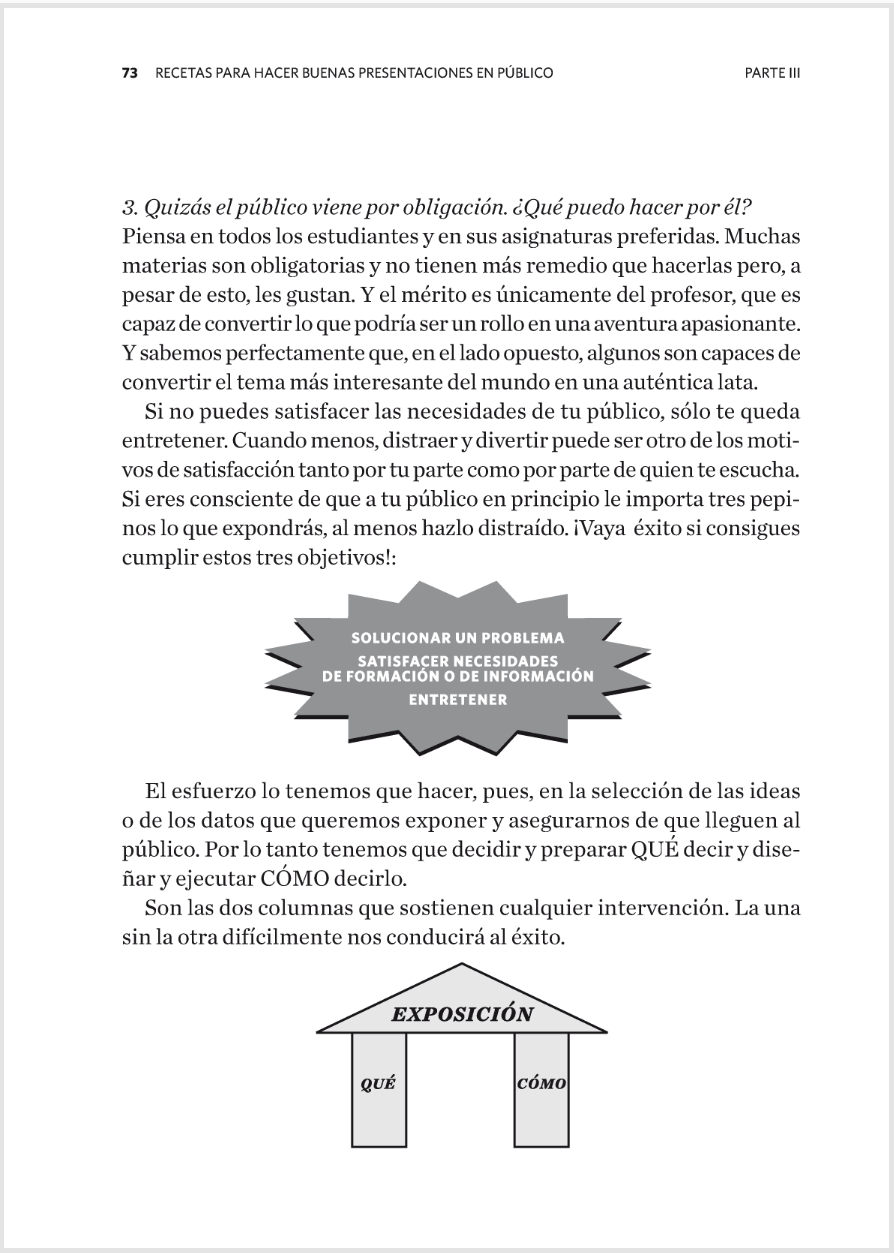 73 RECETAS PARA HACER BUENAS PRESENTACIONES EN PÚBLICO PARTE III
3. Quizás el público viene por obligación. ¿Qué puedo hacer por él?
Piensa en todos los estudiantes y en sus asignaturas preferidas. Muchas
materias son obligatorias y no tienen más remedio que hacerlas pero, a
pesar de esto, les gustan. Y el mérito es únicamente del profesor, que es
capaz de convertir lo que podría ser un rollo en una aventura apasionante.
Y sabemos perfectamente que, en el lado opuesto, algunos son capaces de
convertir el tema más interesante del mundo en una auténtica lata.
Si no puedes satisfacer las necesidades de tu público, sólo te queda
entretener. Cuando menos, distraer y divertir puede ser otro de los moti-
vos de satisfacción tanto por tu parte como por parte de quien te escucha.
Si eres consciente de que a tu público en principio le importa tres pepi-
nos lo que expondrás, al menos hazlo distraído. ¡Vaya éxito si consigues
cumplir estos tres objetivos!:
SOLUCIONAR UN PROBLEMA
SATISFACER NECESIDADES
DE FORMACIÓN O DE INFORMACIÓN
ENTRETENER
El esfuerzo lo tenemos que hacer, pues, en la selección de las ideas
o de los datos que queremos exponer y asegurarnos de que lleguen al
público. Por lo tanto tenemos que decidir y preparar QUÉ decir y dise-
ñar y ejecutar CÓMO decirlo.
Son las dos columnas que sostienen cualquier intervención. La una
sin la otra difícilmente nos conducirá al éxito.
EXPOSICIÓN
QUÉ
CÓMO